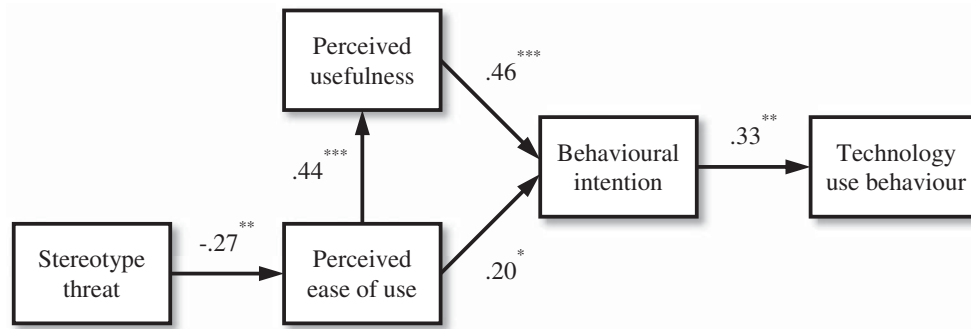 Perceived
usefulness
.46***
.44***
Behavioural
intention
.33**
Technology
use behaviour
Stereotype
threat
-.27**
Perceived
ease of use
.20*